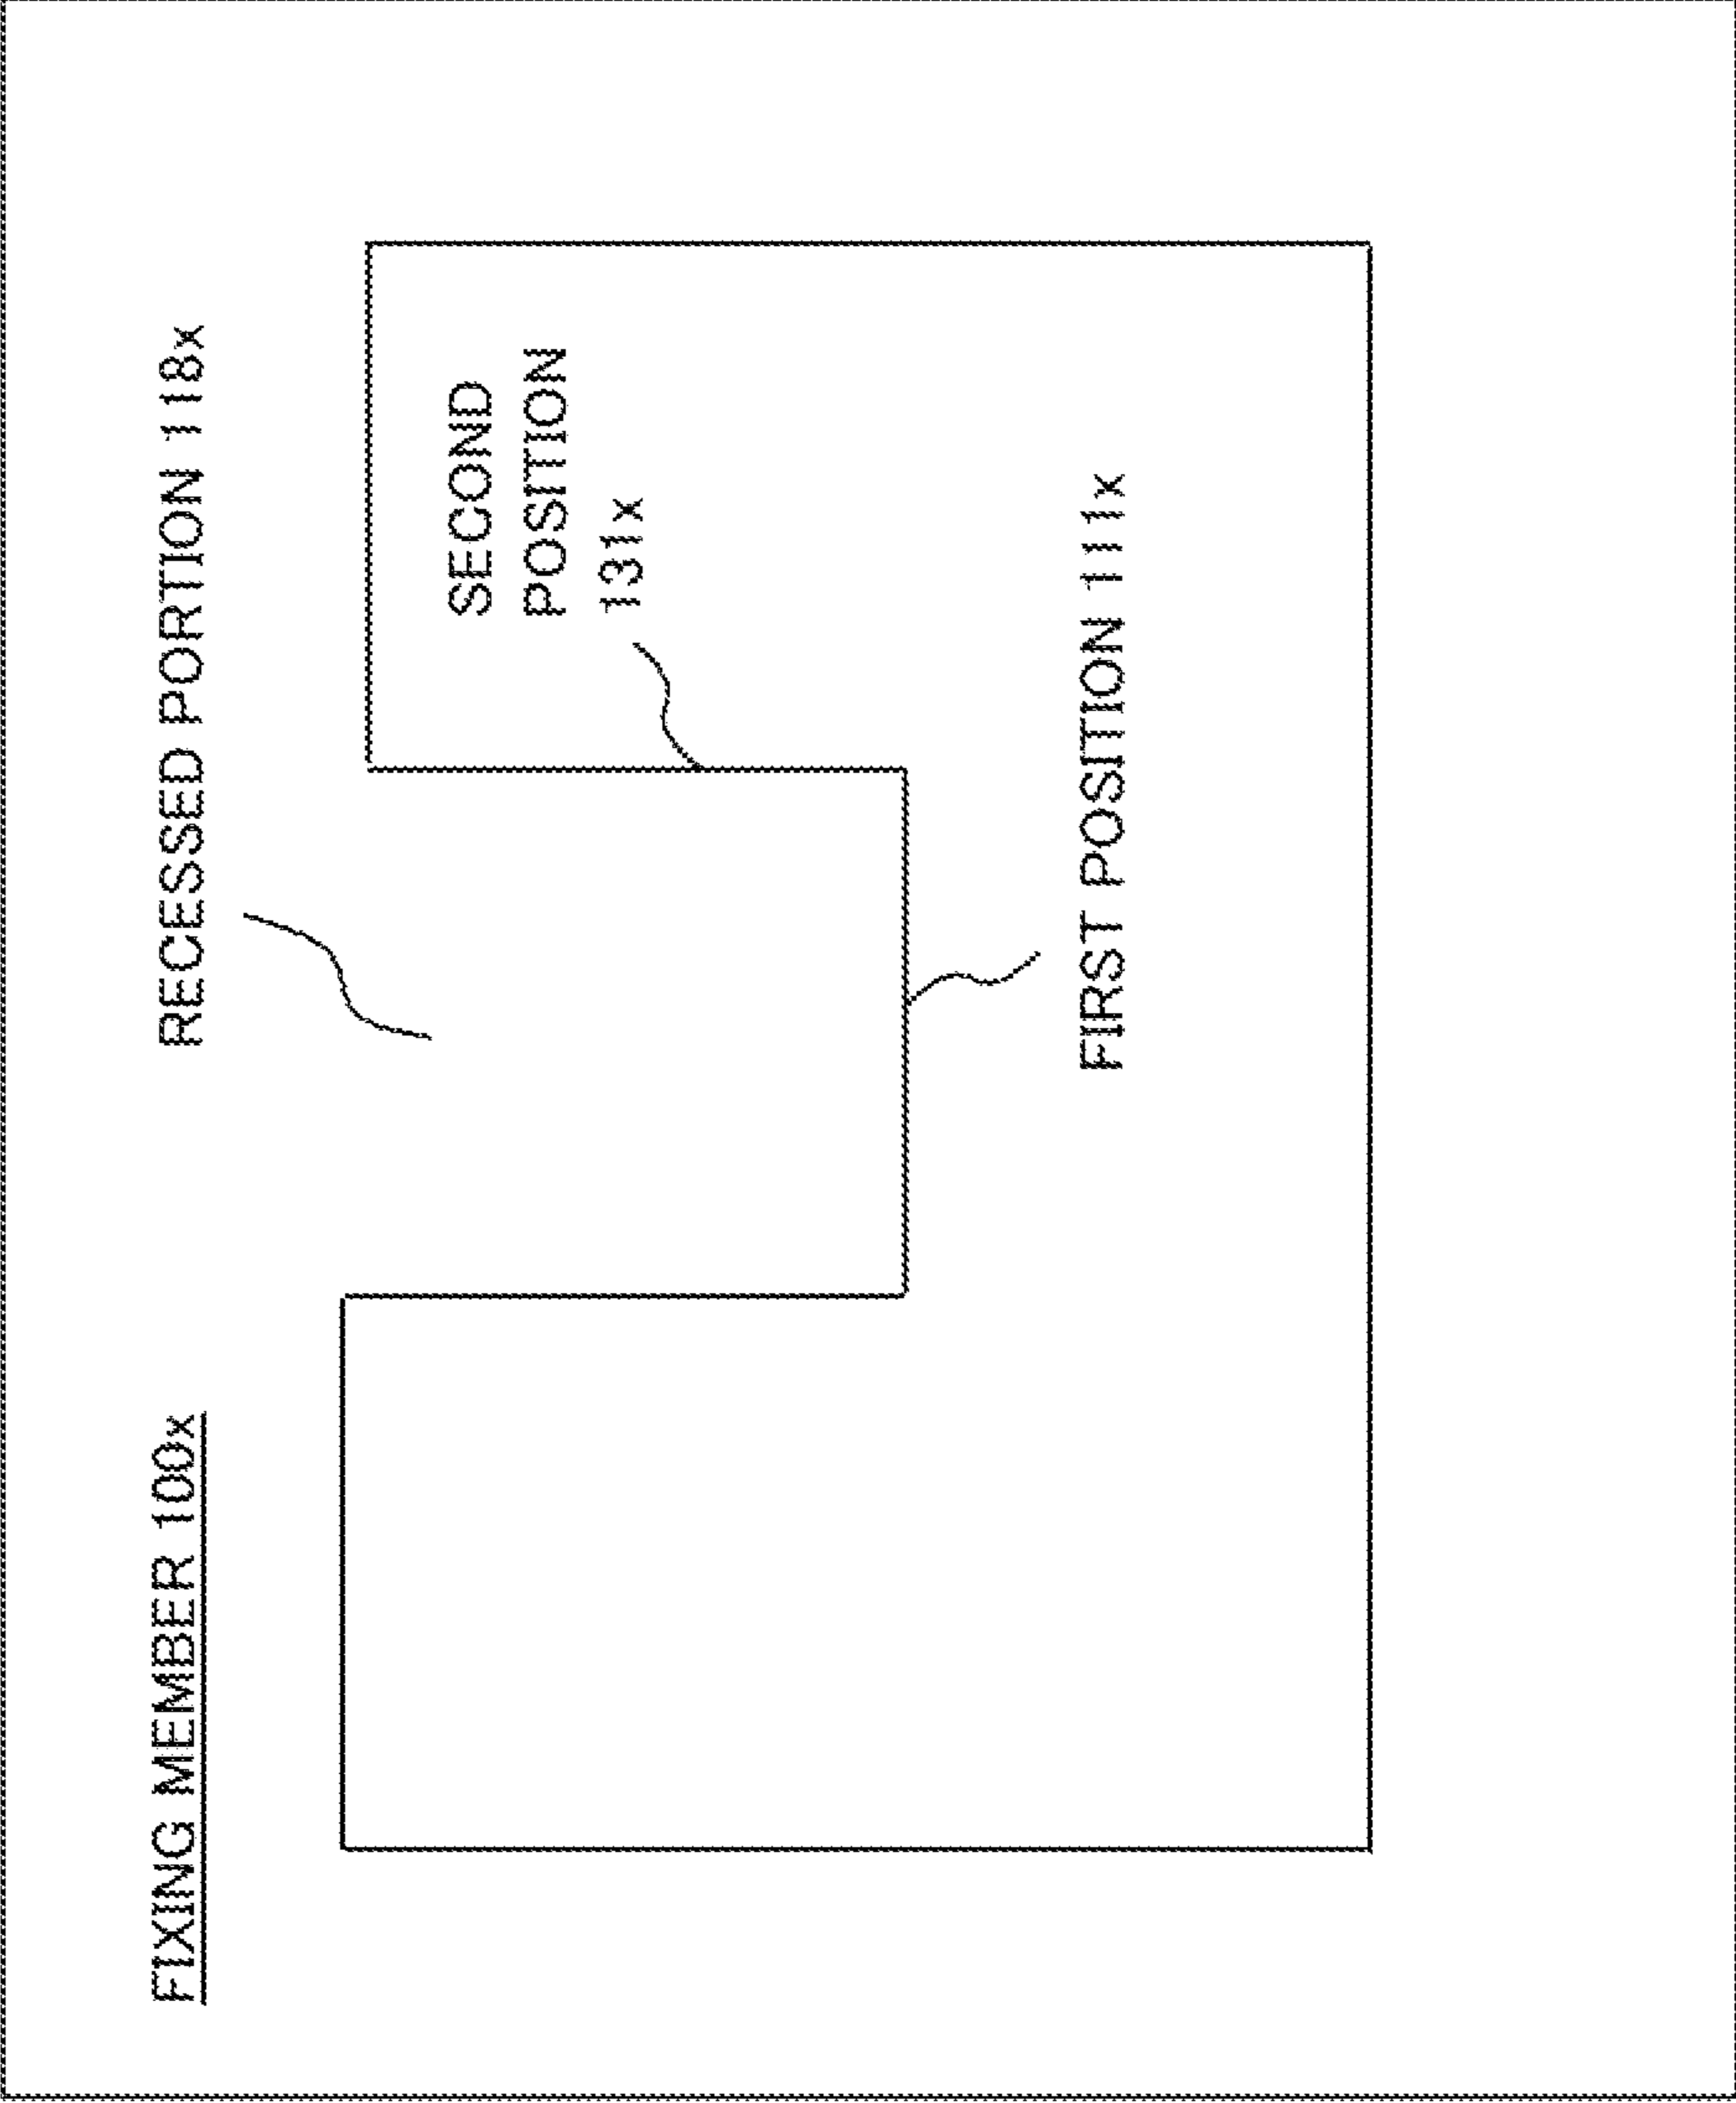 FIXING MEMBER 100x
RECESSED PORTION 118x
SECOND
POSITION
131x
FIRST POSITION 111x